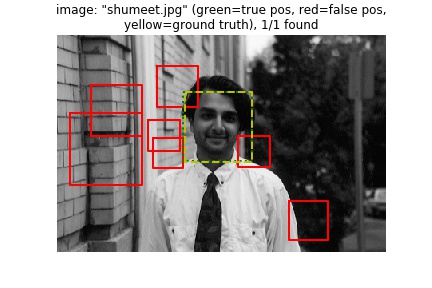 image: "shumeet.jpg" (green=true pos, red=false pos,
yellow=ground truth), 1/1 found